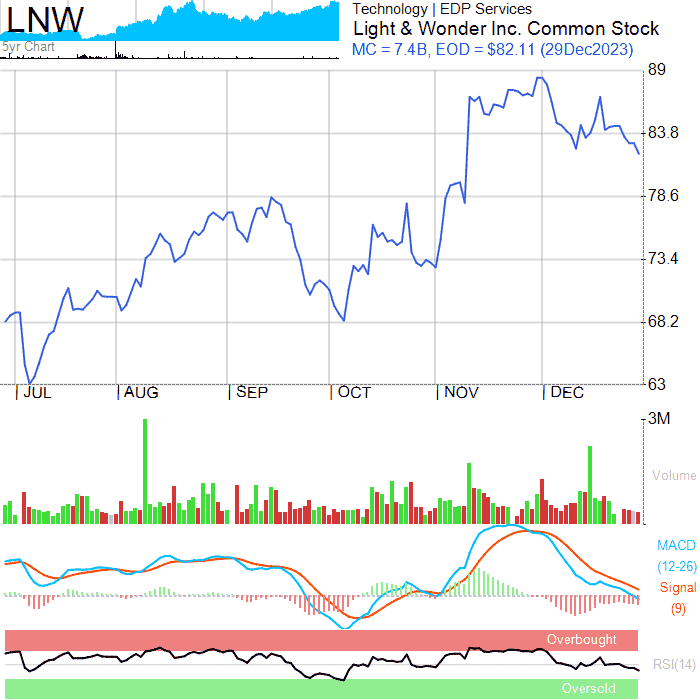 LNW
5yr Chart
Technology | EDP Services
Light & Wonder Inc. Common Stock
MC = 7.4B, EOD = $82.11 (29Dec2023)
89
83.8
78.6
73.4
68.2
63
JUL
AUG
SEP
OCT
NOV
DEC
3M
Volume
MACD
(12-26)
Signal
(9)
Overbought
RSI(14)
Oversold